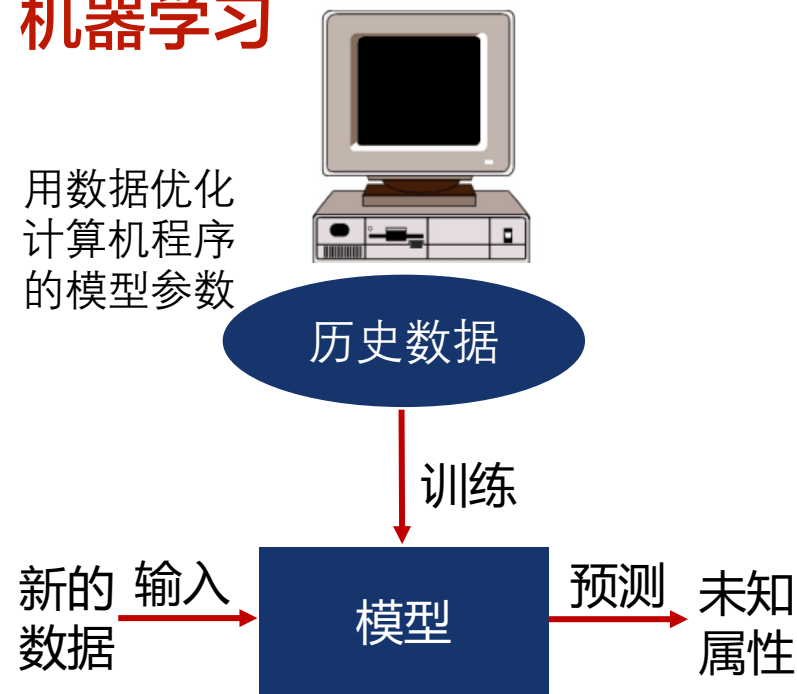 机器学习
用数据优化
计算机程序
的模型参数
历史数据
训练
新的
数据
输入
模型
预测
未知
属性